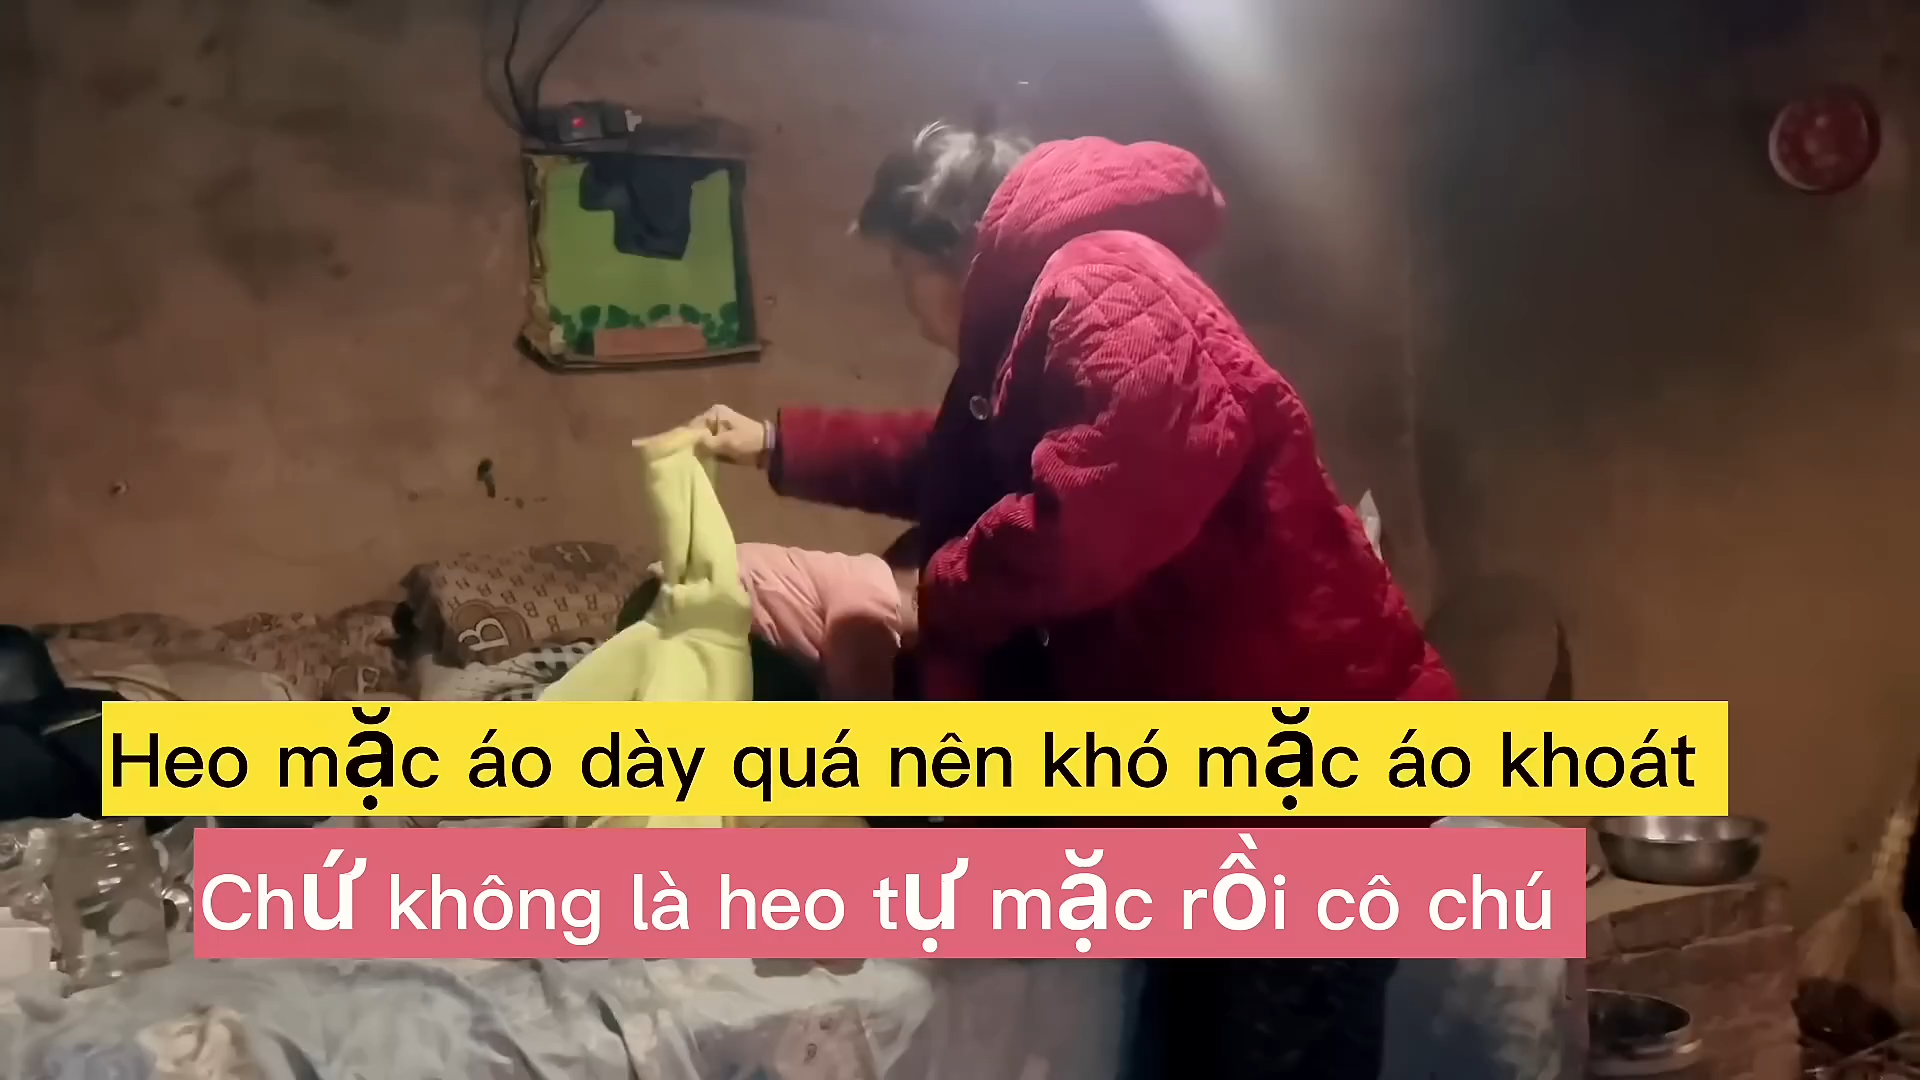 Heo mặc áo dày quá nên khó mặc áo khoát
Chứ không là heo tự mặc rồi cô chú